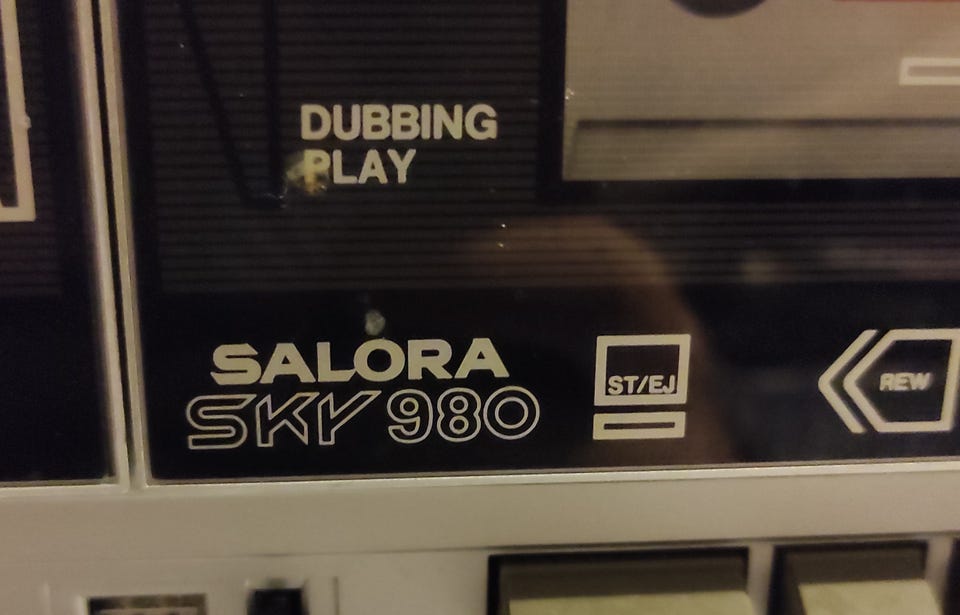 DUBBING
PLAY
SALORA
SKY 980
ST/EJ
REW